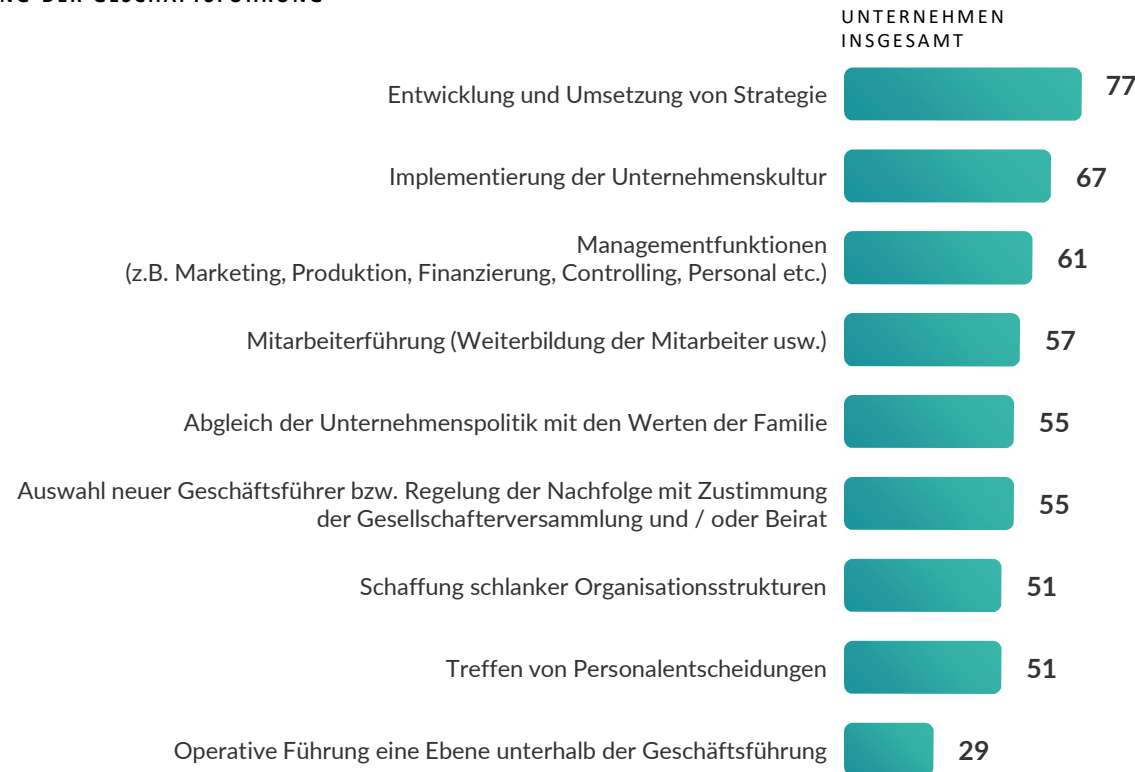 UNTERNEHMEN
INSGESAMT
Entwicklung und Umsetzung von Strategie 77
Implementierung der Unternehmenskultur 67
Managementfunktionen
(z.B. Marketing, Produktion, Finanzierung, Controlling, Personal etc.) 61
Mitarbeiterführung (Weiterbildung der Mitarbeiter usw.) 57
Abgleich der Unternehmenspolitik mit den Werten der Familie 55
Auswahl neuer Geschäftsführer bzw. Regelung der Nachfolge mit Zustimmung
der Gesellschafterversammlung und / oder Beirat 55
Schaffung schlanker Organisationsstrukturen 51
Treffen von Personalentscheidungen 51
Operative Führung eine Ebene unterhalb der Geschäftsführung 29